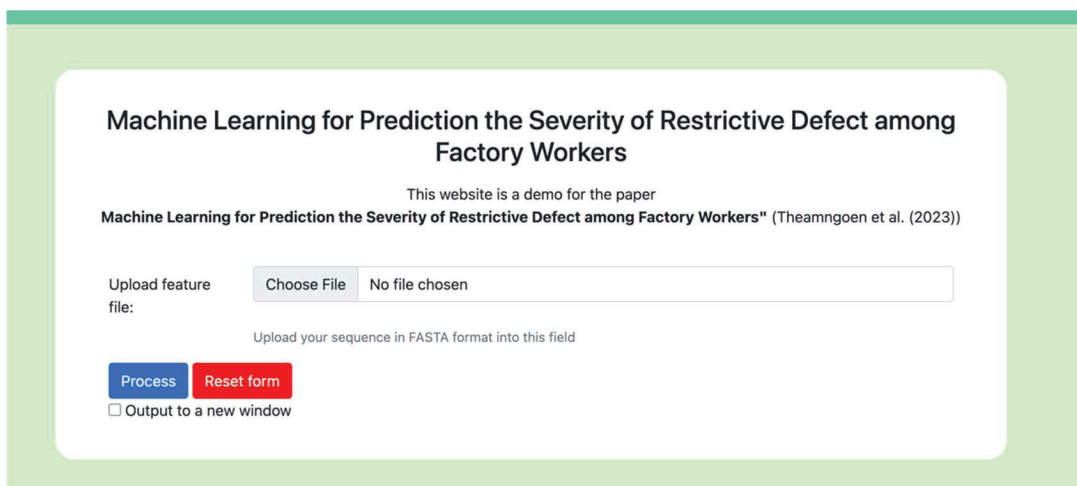 Machine Learning for Prediction the Severity of Restrictive Defect among
Factory Workers
This website is a demo for the paper
Machine Learning for Prediction the Severity of Restrictive Defect among Factory Workers" (Theamngoen et al. (2023))
Upload feature
file:
Choose File No file chosen
Upload your sequence in FASTA format into this field
Process Reset form
Output to a new window